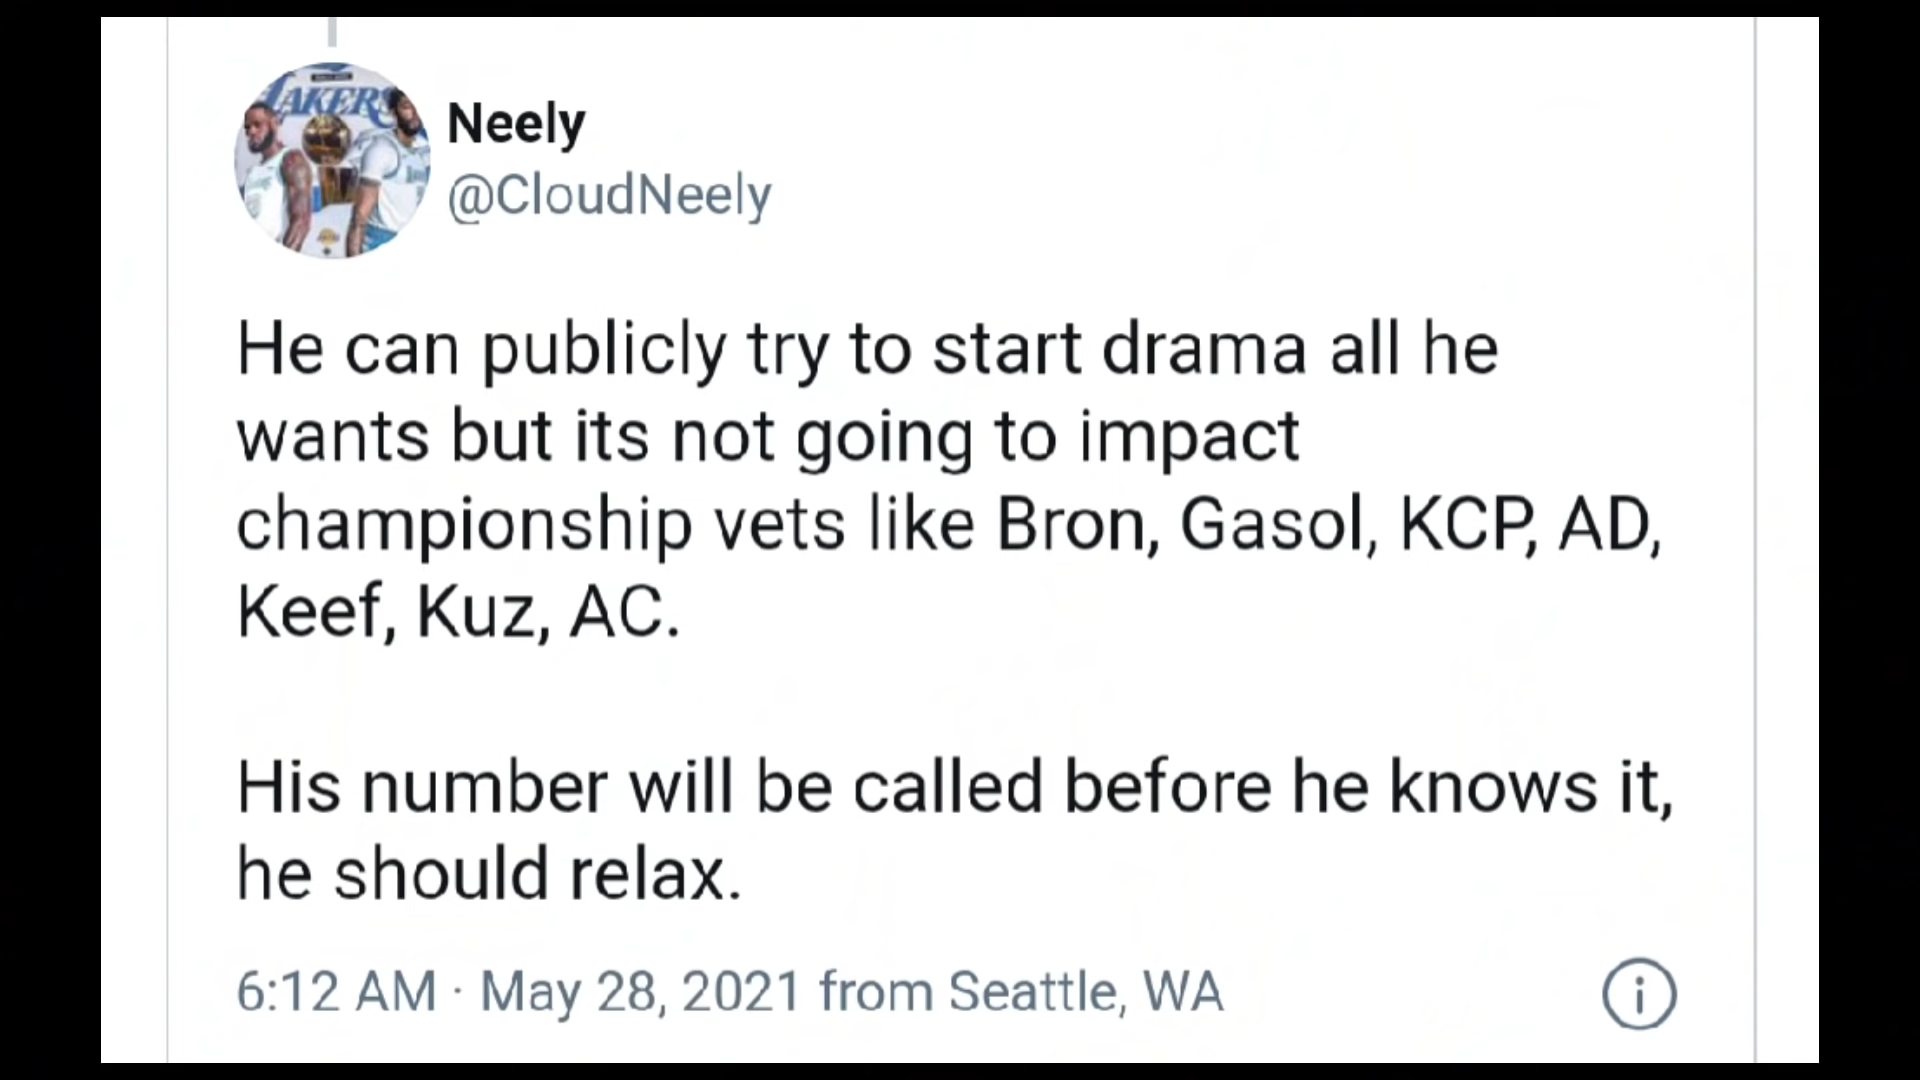 LAKERS
Neely
@CloudNeely
He can publicly try to start drama all he
wants but its not going to impact
championship vets like Bron, Gasol, KCP, AD,
Keef, Kuz, AC.
His number will be called before he knows it,
he should relax.
6:12 AM · May 28, 2021 from Seattle, WA